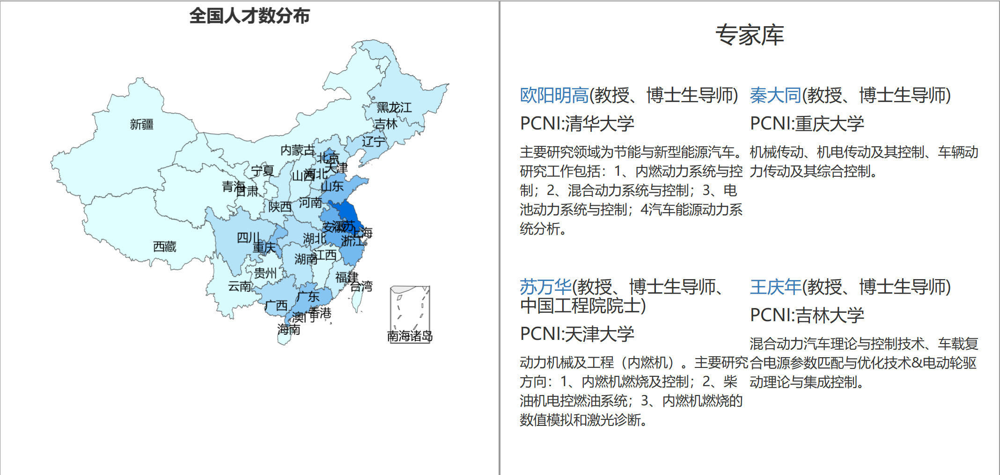 全国人才数分布
黑龙江
吉林
新疆
辽宁
内蒙古
北京
天津
宁夏
河北
山西
青海
甘肃
山东
河南
陕西
安徽
江苏
上海
四川
湖北
浙江
重庆
西藏
湖南
江西
贵州
福建
云南
台湾
广东
广西
香港
澳门
海南
南海诸岛
专家库
欧阳明高(教授、博士生导师)
PCNI:清华大学
主要研究领域为节能与新型能源汽车。
研究工作包括：1、内燃动力系统与控
制；2、混合动力系统与控制；3、电
池动力系统与控制；4汽车能源动力系
统分析。
秦大同(教授、博士生导师)
PCNI:重庆大学
机械传动、机电传动及其控制、车辆动
力传动及其综合控制。
苏万华(教授、博士生导师、
中国工程院院士)
PCNI:天津大学
动力机械及工程（内燃机）。主要研究
方向：1、内燃机燃烧及控制；2、柴
油机电控燃油系统；3、内燃机燃烧的
数值模拟和激光诊断。
王庆年(教授、博士生导师)
PCNI:吉林大学
混合动力汽车理论与控制技术、车载复
合电源参数匹配与优化技术&电动轮驱
动理论与集成控制。